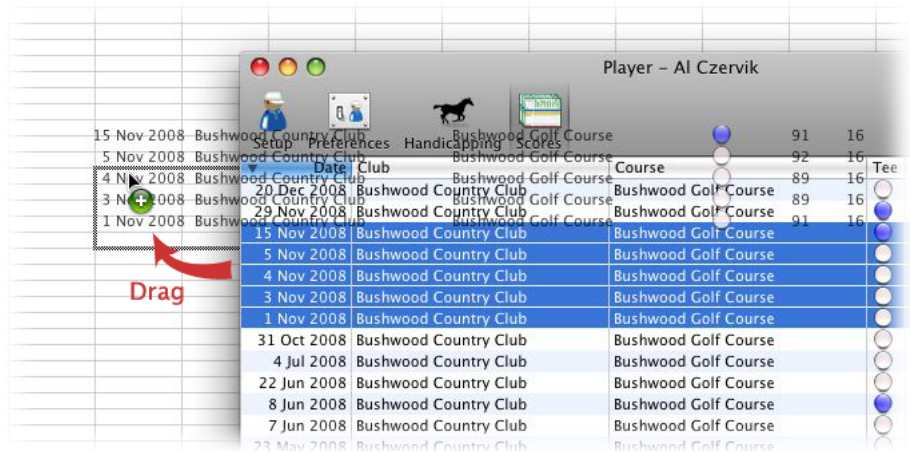 Player – Al Czervik
15 Nov 2008 Bushwood Country Club Bushwood Golf Course 91 16
Setup Preferences Handicapping Scores
5 Nov 2008 Bushwood Country Club Bushwood Golf Course 92 16
Date Club Course Tee
4 Nov 2008 Bushwood Country Club Bushwood Golf Course 89 16
20 Dec 2008 Bushwood Country Club Bushwood Golf Course
3 Nov 2008 Bushwood Country Club Bushwood Golf Course 89 16
29 Nov 2008 Bushwood Country Club Bushwood Golf Course
1 Nov 2008 Bushwood Country Club Bushwood Golf Course 91 16
15 Nov 2008 Bushwood Country Club Bushwood Golf Course
5 Nov 2008 Bushwood Country Club Bushwood Golf Course
4 Nov 2008 Bushwood Country Club Bushwood Golf Course
Drag
3 Nov 2008 Bushwood Country Club Bushwood Golf Course
1 Nov 2008 Bushwood Country Club Bushwood Golf Course
31 Oct 2008 Bushwood Country Club Bushwood Golf Course
4 Jul 2008 Bushwood Country Club Bushwood Golf Course
22 Jun 2008 Bushwood Country Club Bushwood Golf Course
8 Jun 2008 Bushwood Country Club Bushwood Golf Course
7 Jun 2008 Bushwood Country Club Bushwood Golf Course
23 May 2008 Bushwood Country Club Bushwood Golf Course